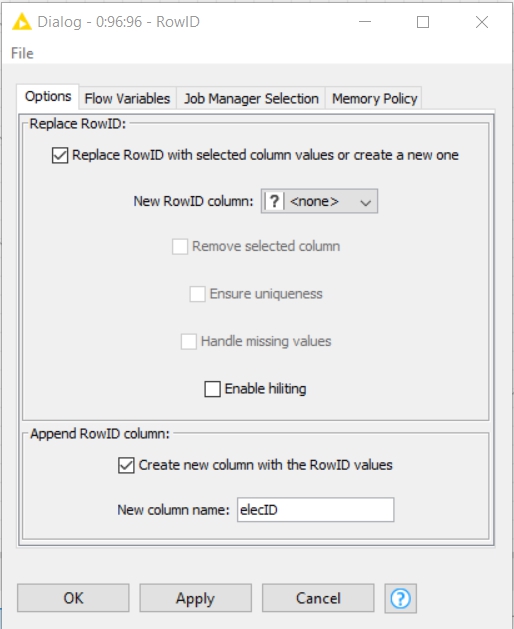 Dialog - 0:96:96 - RowID
File
Options Flow Variables Job Manager Selection Memory Policy
Replace RowID:
Replace RowID with selected column values or create a new one
New RowID column: ? <none>
Remove selected column
Ensure uniqueness
Handle missing values
Enable hiliting
Append RowID column:
Create new column with the RowID values
New column name: elecID
OK Apply Cancel ?